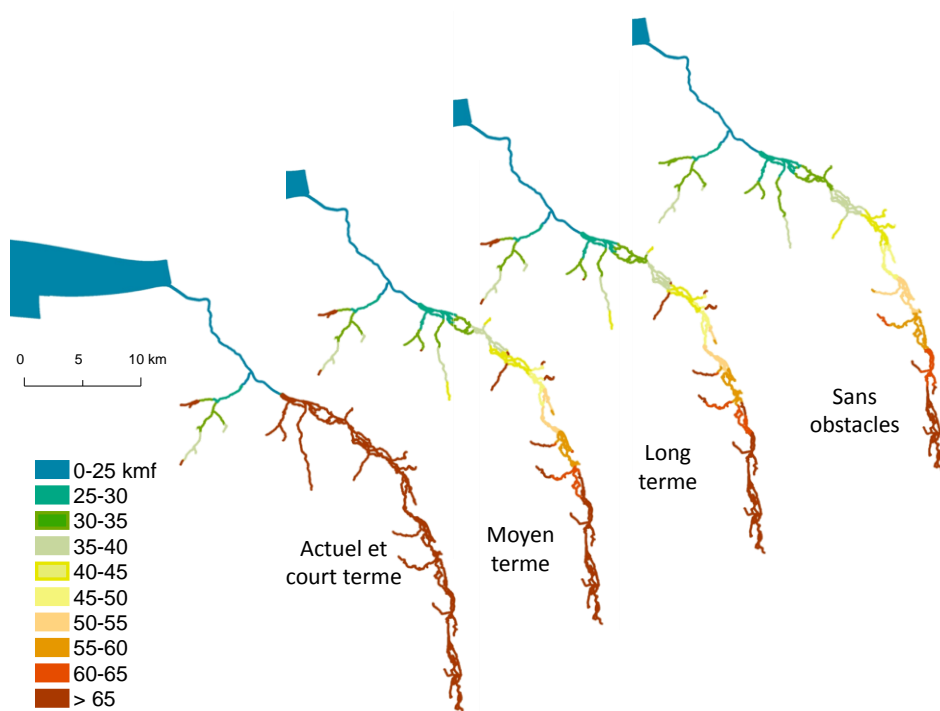 0 5 10 km
Sans
obstacles
Long
terme
Moyen
terme
Actuel et
court terme
0-25 kmf
25-30
30-35
35-40
40-45
45-50
50-55
55-60
60-65
> 65